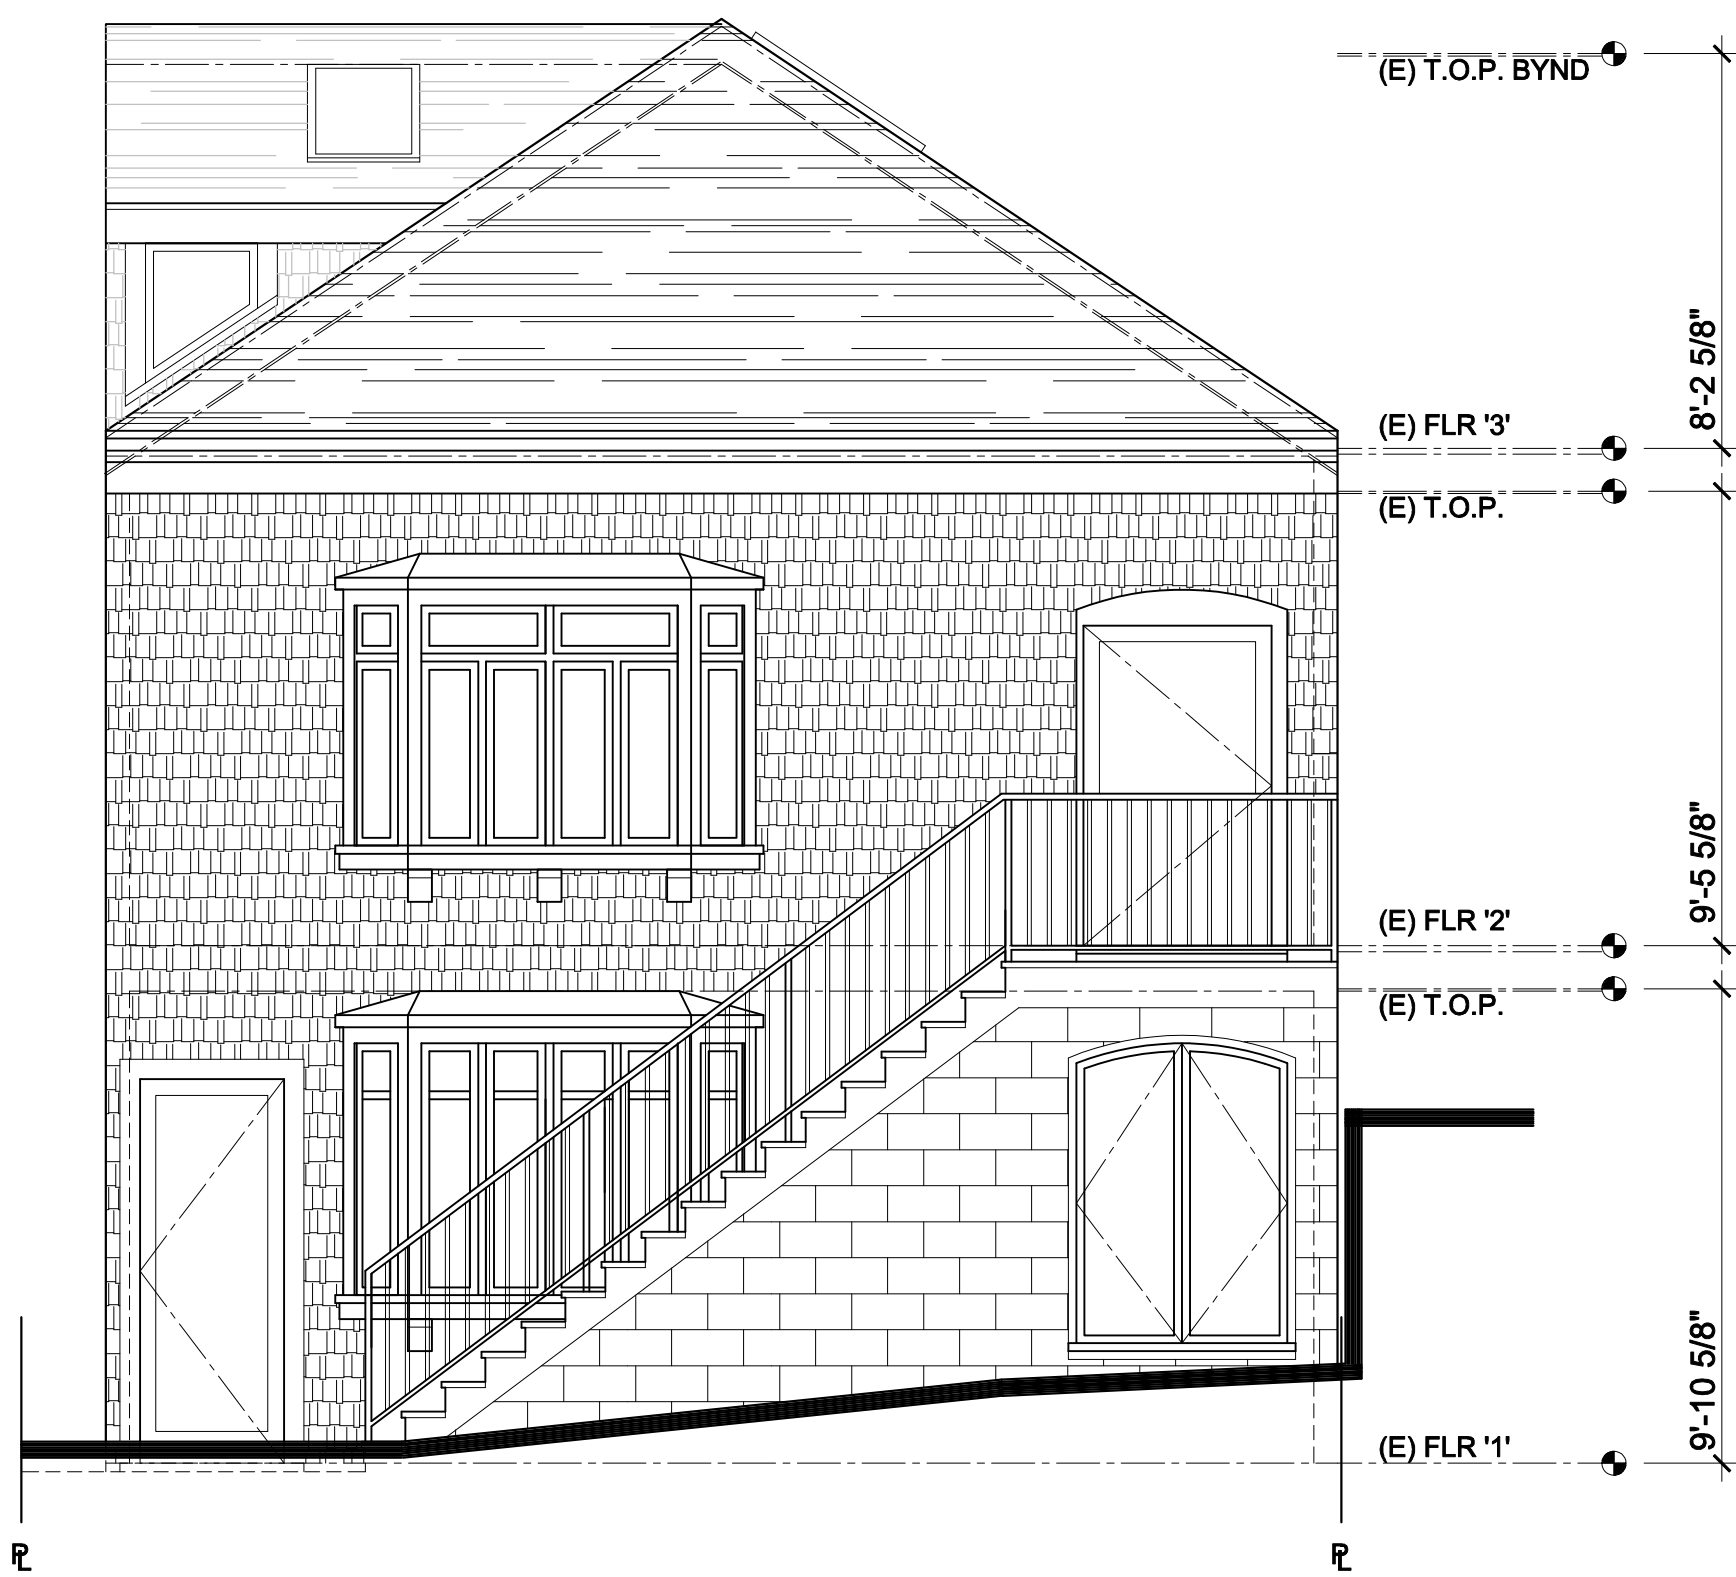 (E) T.O.P. BYND
8'-2 5/8"
(E) FLR '3'
(E) T.O.P.
9'-5 5/8"
(E) FLR '2'
(E) T.O.P.
9'-10 5/8"
(E) FLR '1'
PL
PL